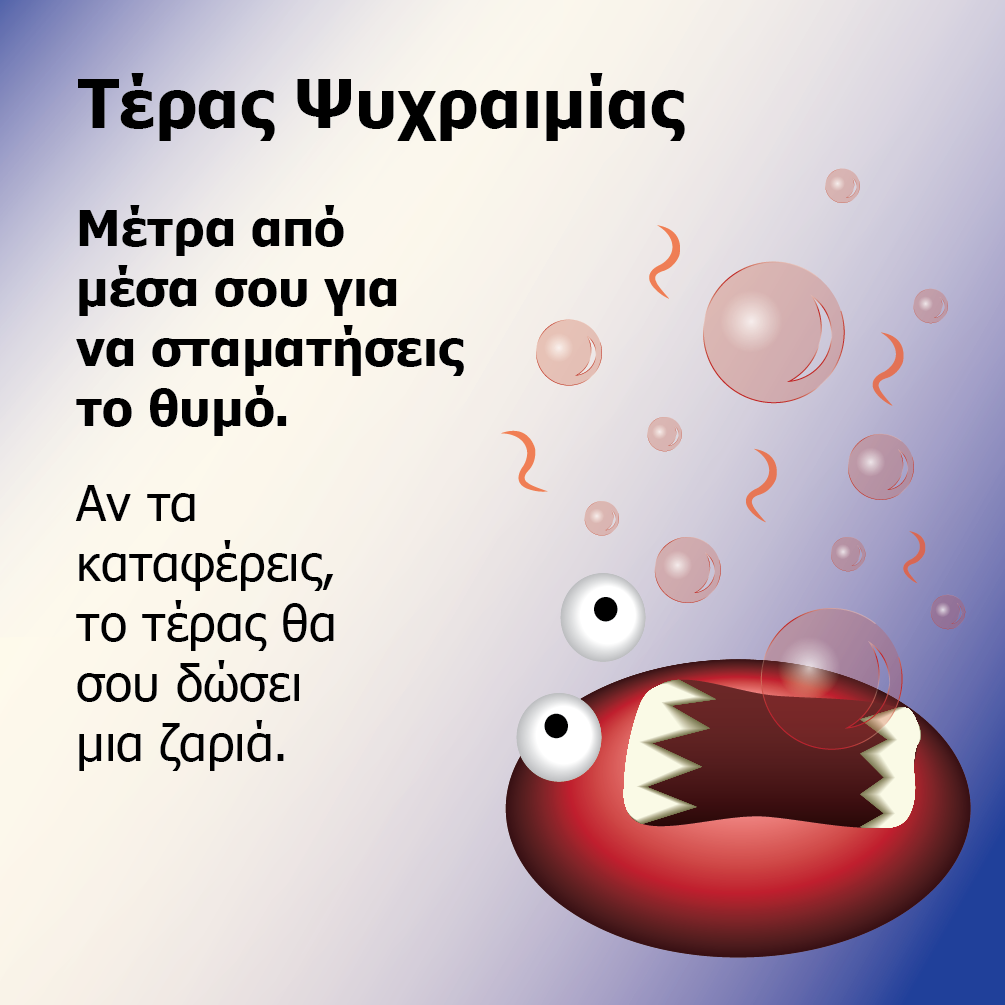 Τέρας Ψυχραιμίας
Μέτρα από
μέσα σου για
να σταματήσεις
το θυμό.
Αν τα
καταφέρεις,
το τέρας θα
σου δώσει
μια ζαριά.